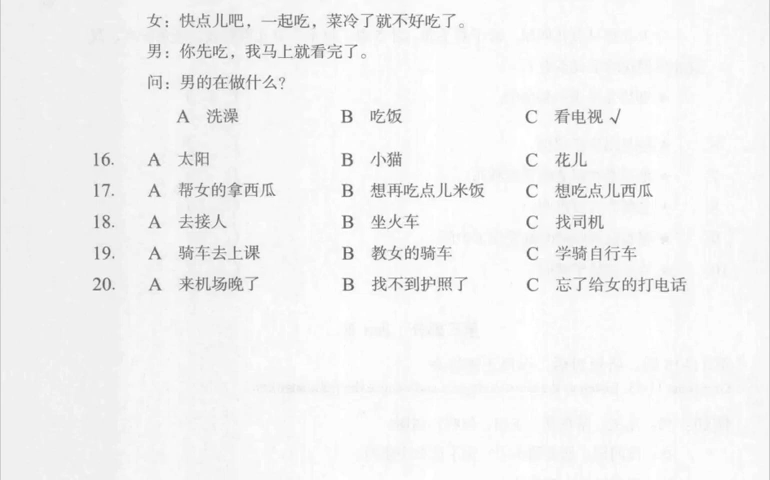 女：快点儿吧，一起吃，菜冷了就不好吃了。
男：你先吃，我马上就看完了。
问：男的在做什么？
A 洗澡 B 吃饭 C 看电视 √
16. A 太阳 B 小猫 C 花儿
17. A 帮女的拿西瓜 B 想再吃点儿米饭 C 想吃点儿西瓜
18. A 去接人 B 坐火车 C 找司机
19. A 骑车去上课 B 教女的骑车 C 学骑自行车
20. A 来机场晚了 B 找不到护照了 C 忘了给女的打电话